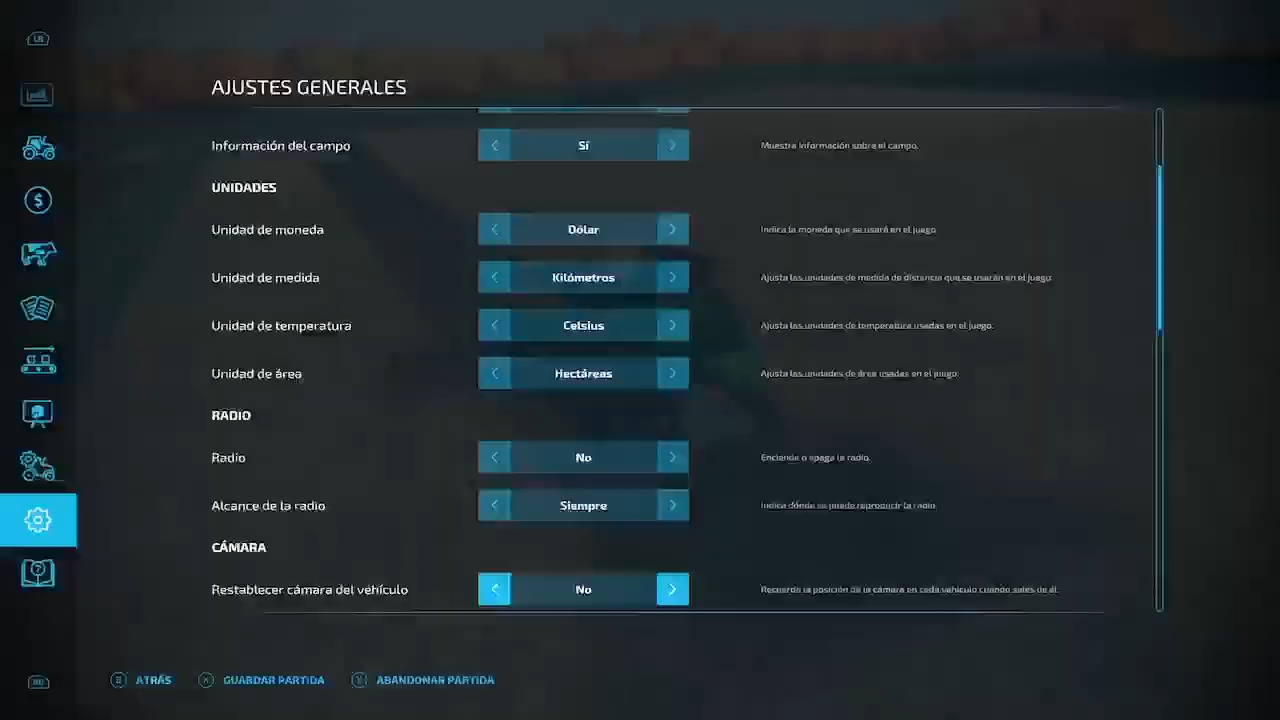 LB
AJUSTES GENERALES
Información del campo < Sí > Muestra información sobre el campo.
UNIDADES
Unidad de moneda < Dólar > Indica la moneda que se usará en el juego.
Unidad de medida < Kilómetros > Ajusta las unidades de medida de distancia que se usarán en el juego.
Unidad de temperatura < Celsius > Ajusta las unidades de temperatura usadas en el juego.
Unidad de área < Hectáreas > Ajusta las unidades de área usadas en el juego.
RADIO
Radio < No > Enciende o apaga la radio.
Alcance de la radio < Siempre > Indica dónde se puede reproducir la radio.
CÁMARA
Restablecer cámara del vehículo < No > Recuerda la posición de la cámara en cada vehículo cuando sales de él.
ATRÁS GUARDAR PARTIDA ABANDONAR PARTIDA